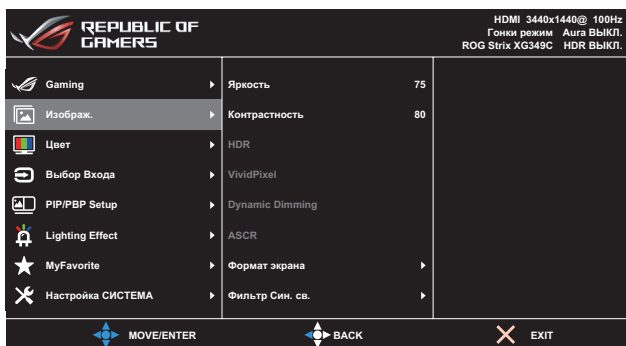 REPUBLIC OF
GAMERS
HDMI 3440x1440@ 100Hz
Гонки режим Aura ВЫКЛ.
ROG Strix XG349C HDR ВЫКЛ.
Gaming
Яркость 75
Изображ.
Контрастность 80
Цвет
HDR
Выбор Входа
VividPixel
PIP/PBP Setup
Dynamic Dimming
Lighting Effect
ASCR
MyFavorite
Формат экрана
Настройка СИСТЕМА
Фильтр Син. св.
MOVE/ENTER BACK EXIT